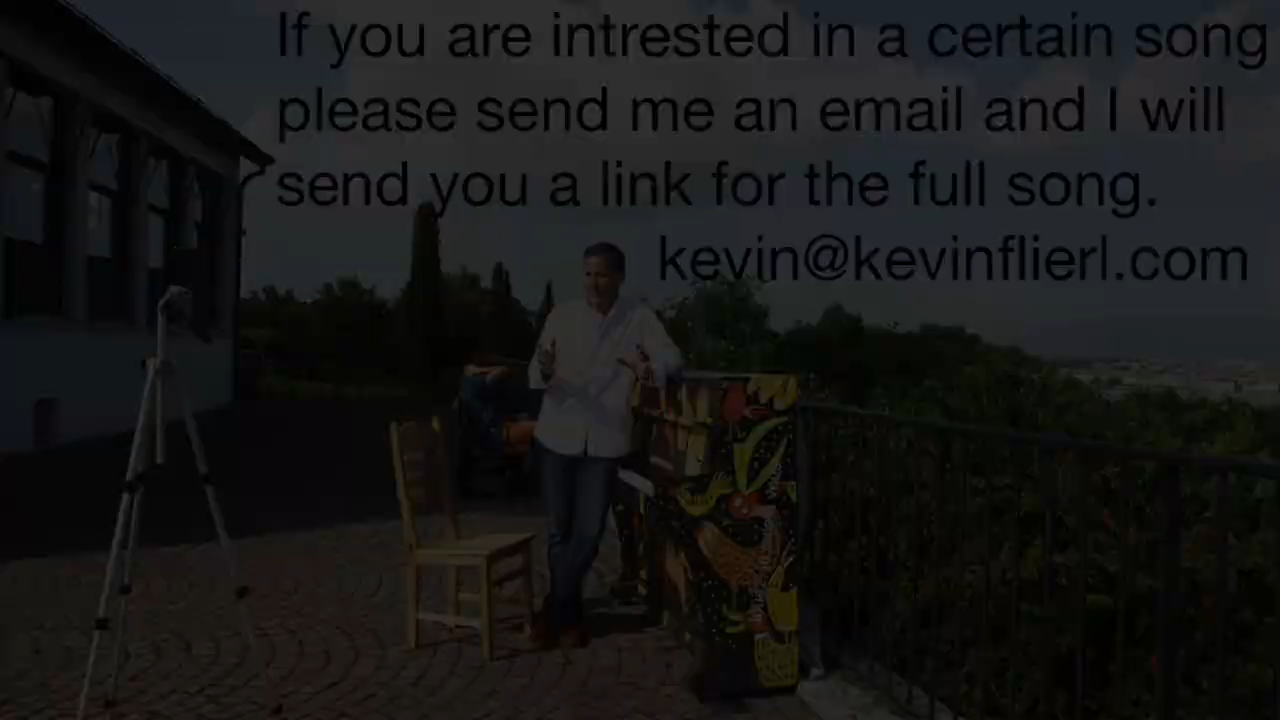 If you are intrested in a certain song
please send me an email and I will
send you a link for the full song.
kevin@kevinflierl.com